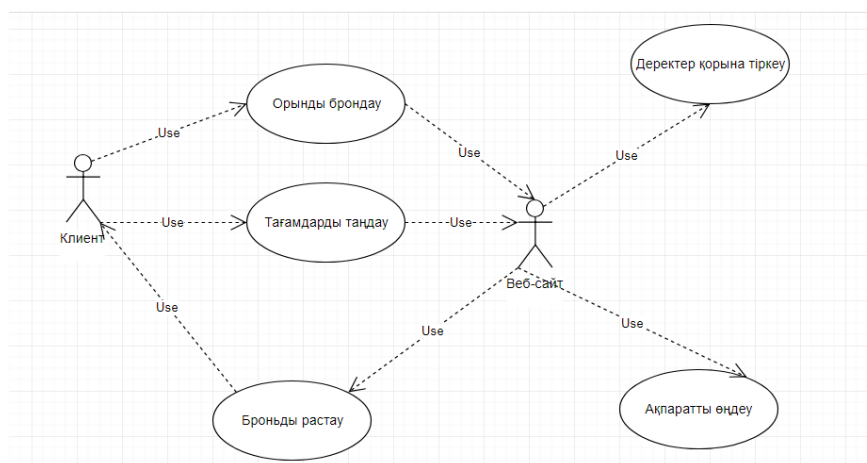 Деректер қорына тіркеу
Орынды брондау
Use
Use
Use
Клиент
Use
Тағамдарды таңдау
Use
Веб-сайт
Use
Use
Use
Броньды растау
Ақпаратты өңдеу